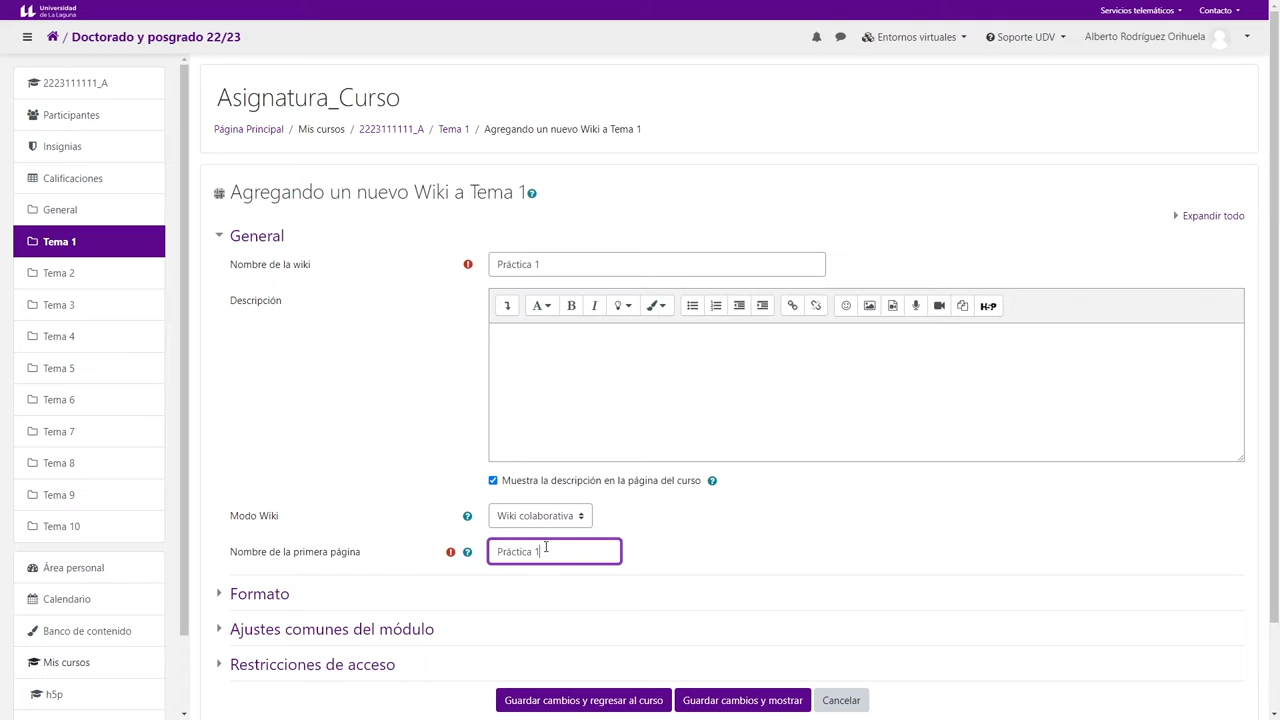 Universidad
de La Laguna
Servicios telemáticos
Contacto
/ Doctorado y posgrado 22/23
Entornos virtuales
Soporte UDV
Alberto Rodríguez Orihuela
2223111111_A
Participantes
Insignias
Calificaciones
General
Tema 1
Tema 2
Tema 3
Tema 4
Tema 5
Tema 6
Tema 7
Tema 8
Tema 9
Tema 10
Área personal
Calendario
Banco de contenido
Mis cursos
h5p
Asignatura_Curso
Página Principal / Mis cursos / 2223111111_A / Tema 1 / Agregando un nuevo Wiki a Tema 1
Agregando un nuevo Wiki a Tema 1
Expandir todo
General
Nombre de la wiki
Práctica 1
Descripción
A
B
I
H-P
Muestra la descripción en la página del curso
Modo Wiki
Wiki colaborativa
Nombre de la primera página
Práctica 1
Formato
Ajustes comunes del módulo
Restricciones de acceso
Guardar cambios y regresar al curso
Guardar cambios y mostrar
Cancelar